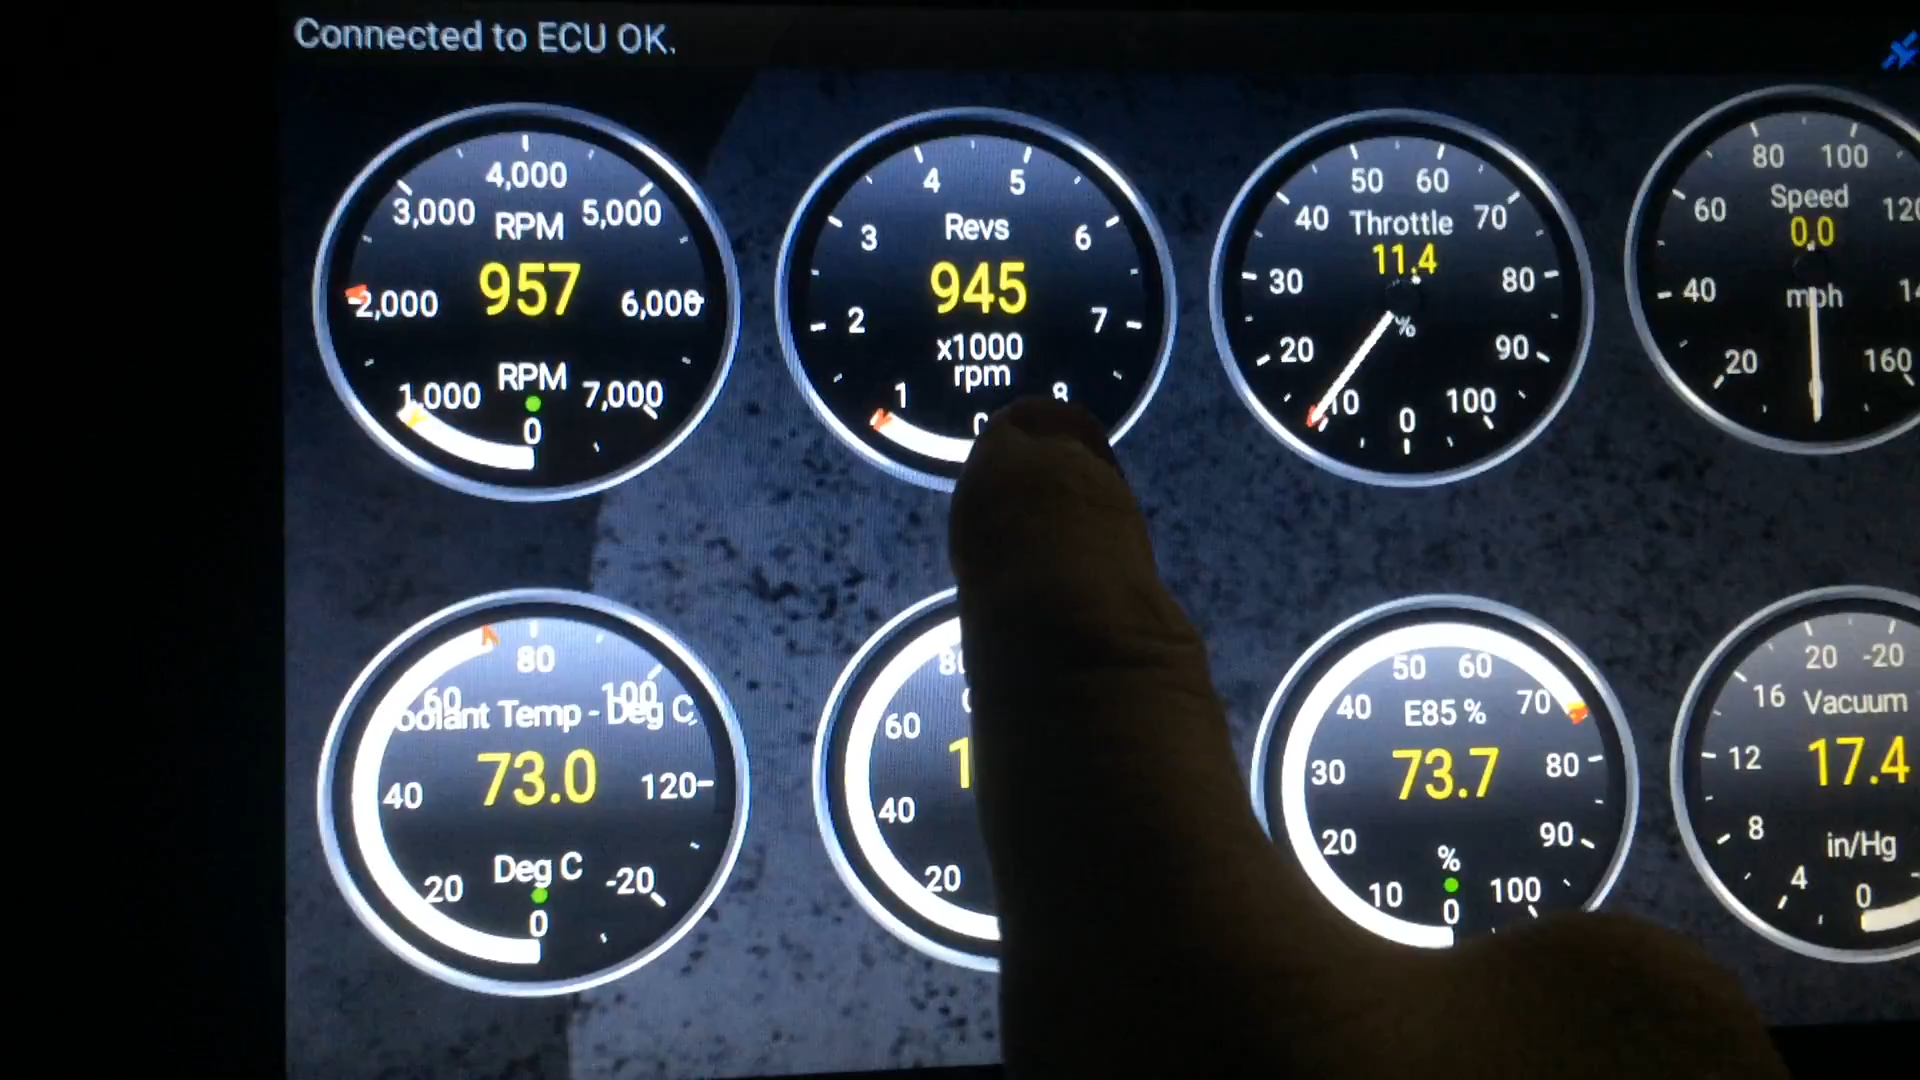 Connected to ECU OK.
4,000
3,000 RPM 5,000
957
2,000 6,000
RPM
1,000 7,000
0
4 5
3 Revs 6
945
2 7
x1000
rpm
1 8
50 60
40 Throttle 70
11.4
30 80
%
20 90
10 0 100
80 100
60 Speed
0.0
40 mph
20 160
80
60 100
oolant Temp - Deg C
73.0
40 120
Deg C
20 -20
0
60
40
20
50 60
40 E85 % 70
73.7
30 80
20 90
%
10 100
0
20 -20
16 Vacuum
12 17.4
8 in/Hg
4 0